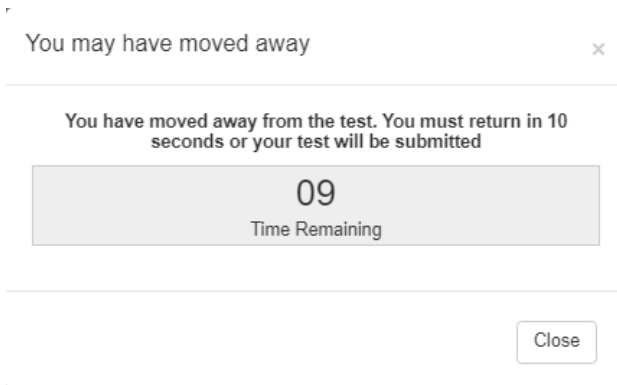 You may have moved away
×
You have moved away from the test. You must return in 10
seconds or your test will be submitted
09
Time Remaining
Close